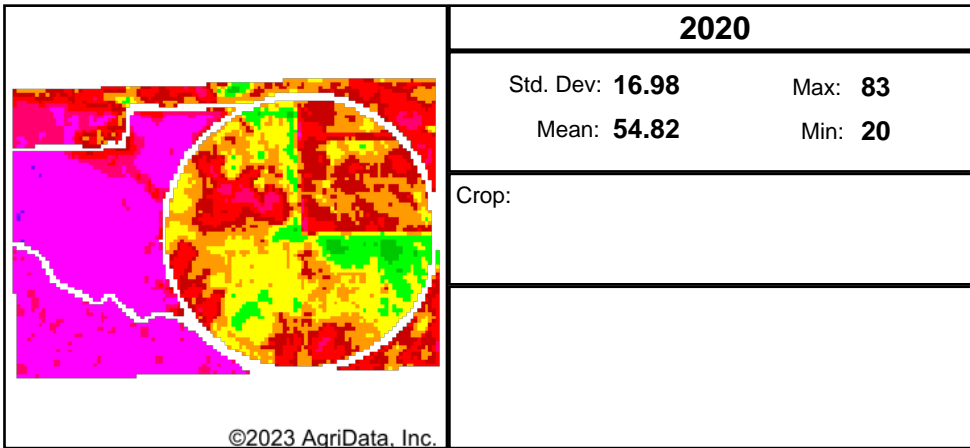 2020
Std. Dev: 16.98 Max: 83
Mean: 54.82 Min: 20
Crop:
©2023 AgriData, Inc.